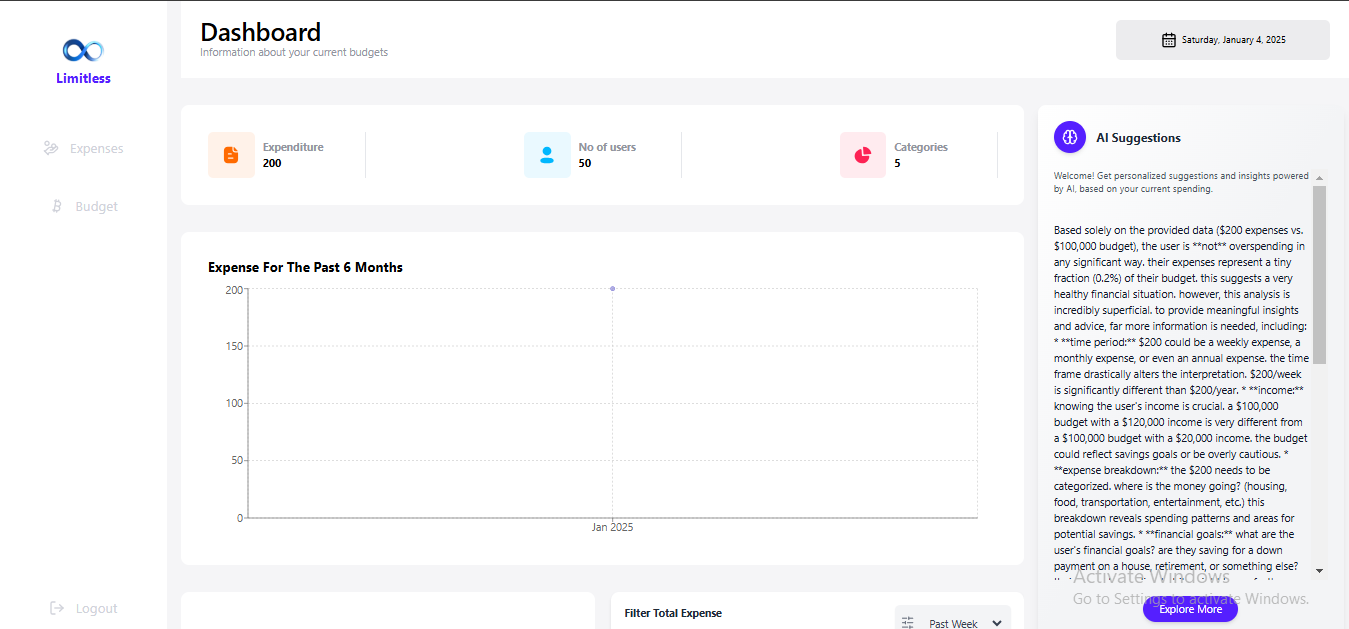 Limitless
Expenses
Budget
Logout
Dashboard
Information about your current budgets
Saturday, January 4, 2025
Expenditure
200
No of users
50
Categories
5
Expense For The Past 6 Months
200
150
100
50
0
Jan 2025
Filter Total Expense
Past Week
AI Suggestions
Welcome! Get personalized suggestions and insights powered
by AI, based on your current spending.
Based solely on the provided data ($200 expenses vs.
$100,000 budget), the user is **not** overspending in
any significant way. their expenses represent a tiny
fraction (0.2%) of their budget. this suggests a very
healthy financial situation. however, this analysis is
incredibly superficial. to provide meaningful insights
and advice, far more information is needed, including:
* **time period:** $200 could be a weekly expense, a
monthly expense, or even an annual expense. the time
frame drastically alters the interpretation. $200/week
is significantly different than $200/year. * **income:**
knowing the user's income is crucial. a $100,000
budget with a $120,000 income is very different from
a $100,000 budget with a $20,000 income. the budget
could reflect savings goals or be overly cautious. *
**expense breakdown:** the $200 needs to be
categorized. where is the money going? (housing,
food, transportation, entertainment, etc.) this
breakdown reveals spending patterns and areas for
potential savings. * **financial goals:** what are the
user's financial goals? are they saving for a down
payment on a house, retirement, or something else?
Activate Windows
Go to Settings to activate Windows.
Explore More